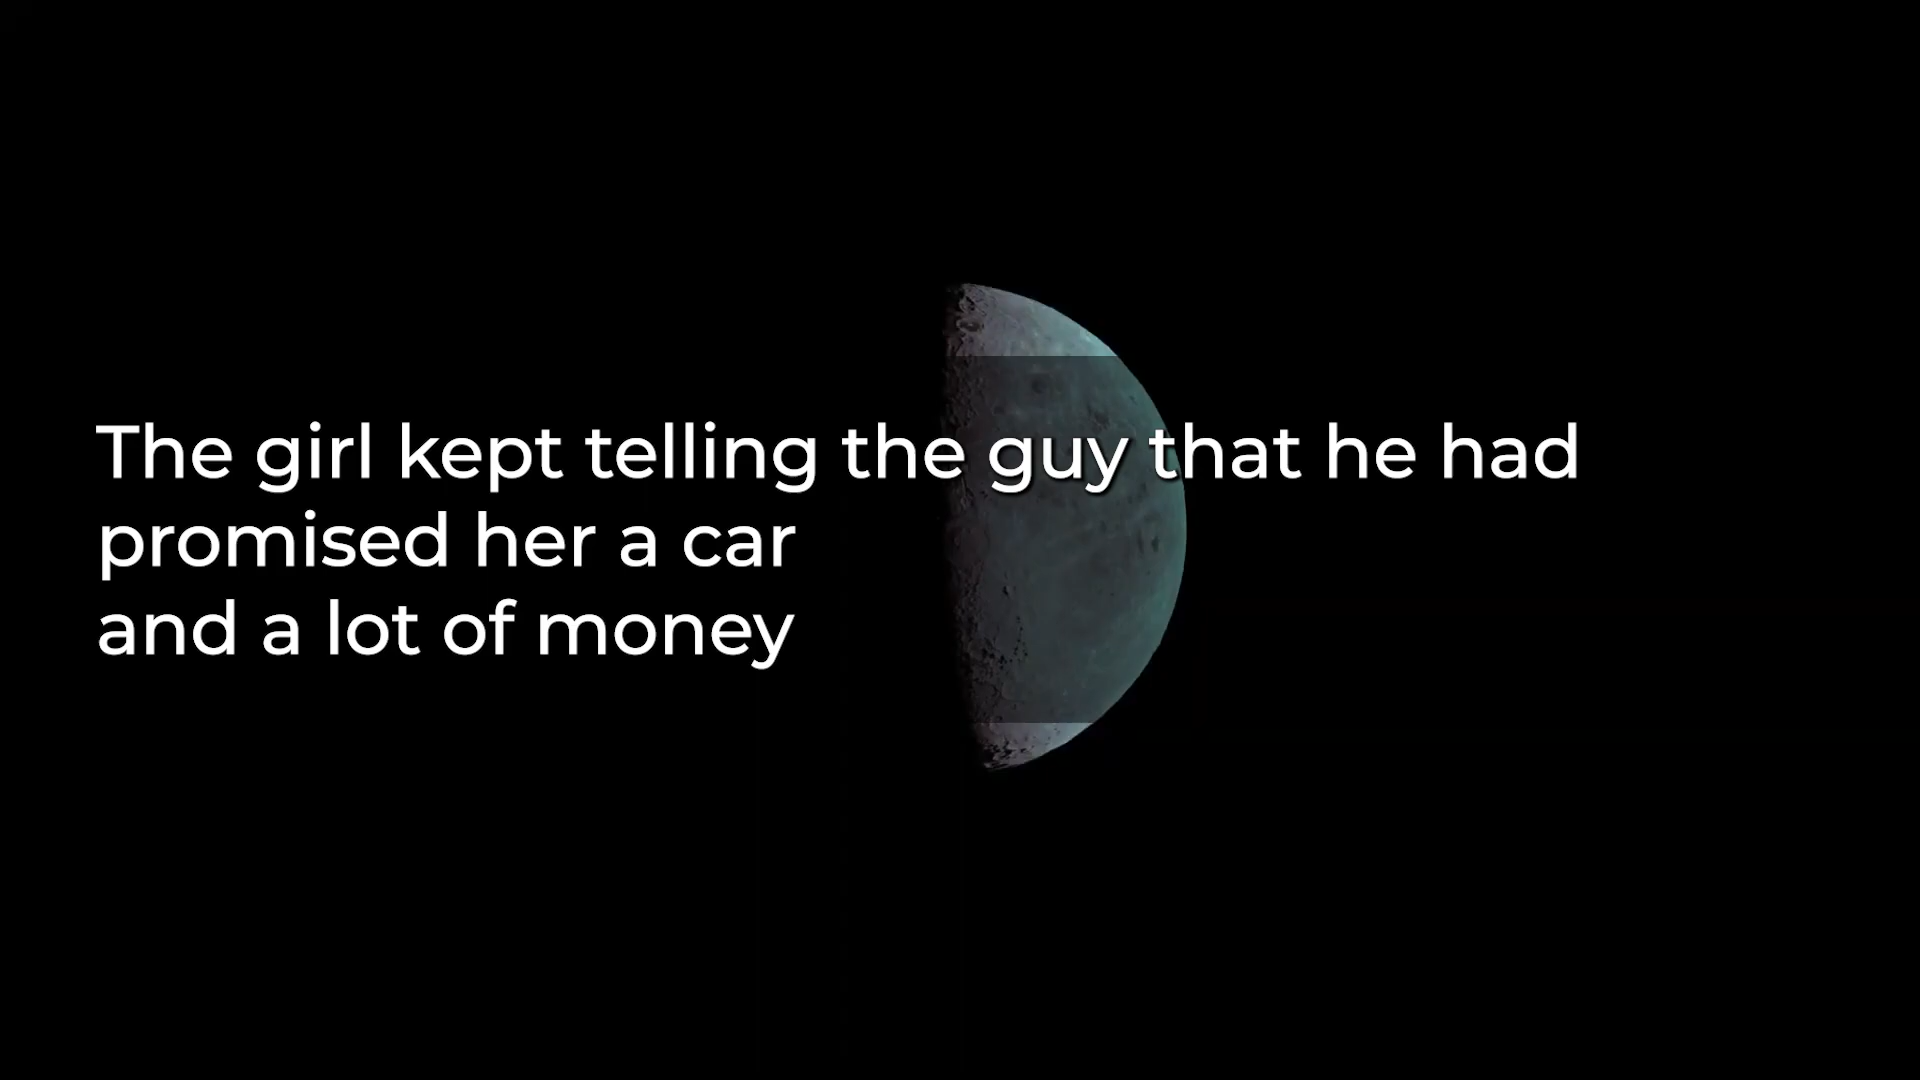 The girl kept telling the guy that he had
promised her a car
and a lot of money